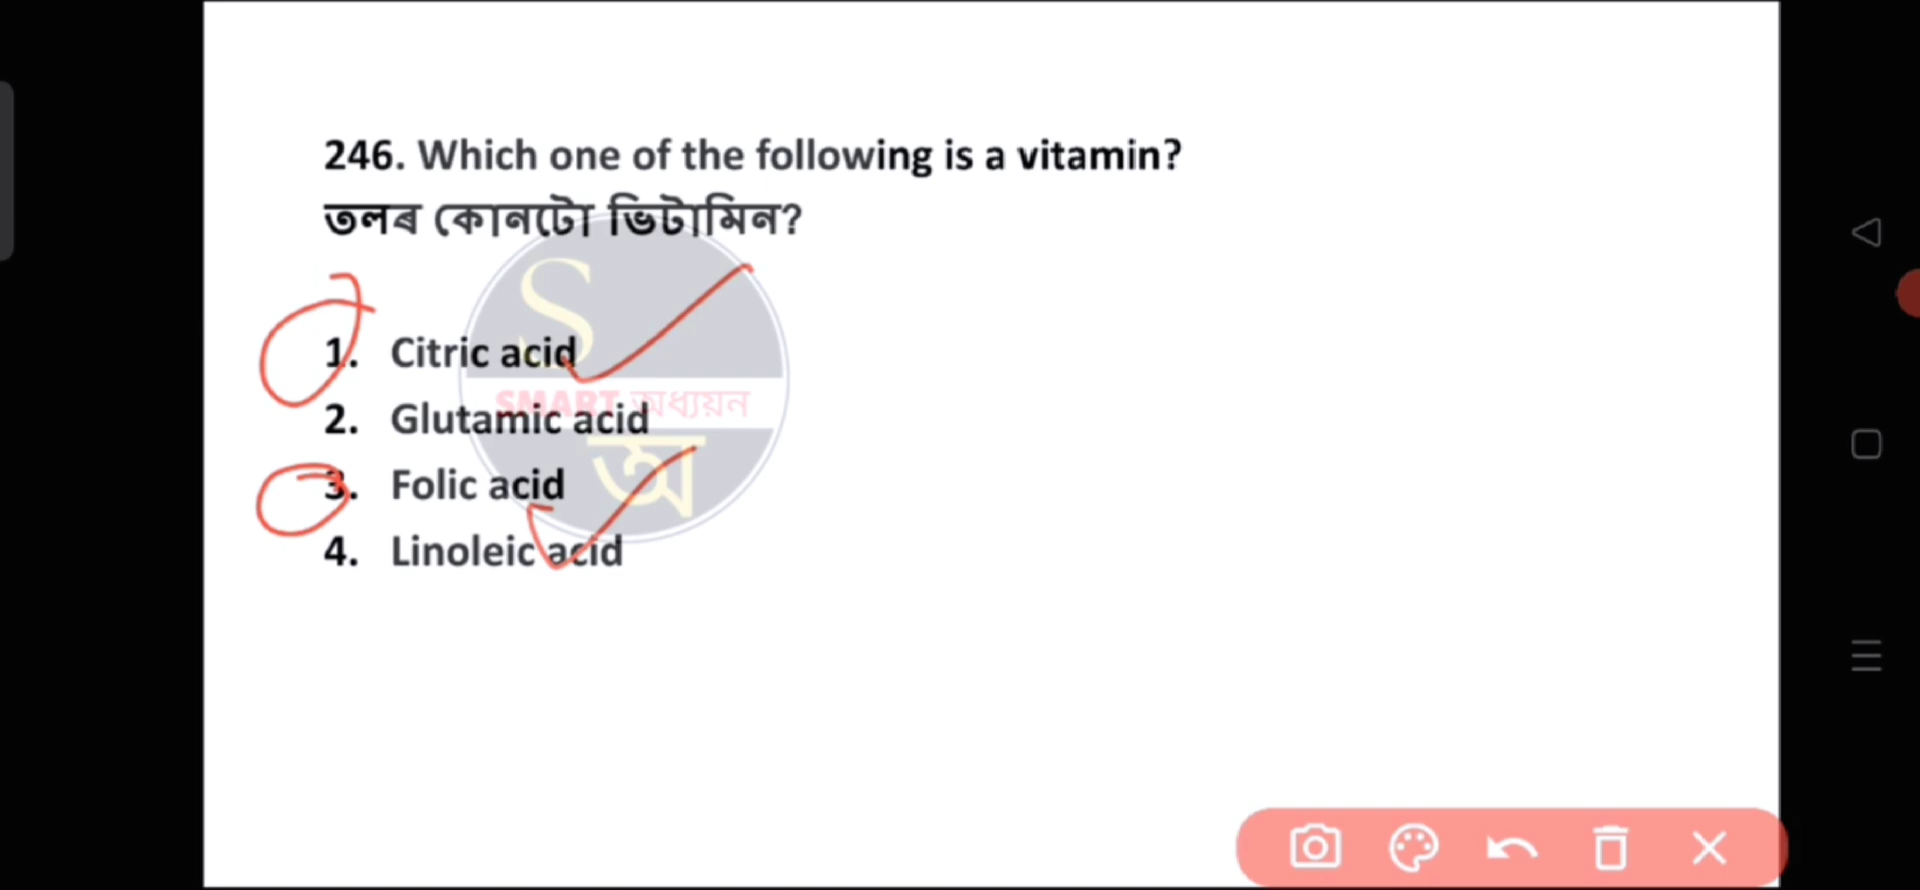 246. Which one of the following is a vitamin?
তলৰ কোনটো ভিটামিন?
1. Citric acid
S
SMART অধ্যয়ন
2. Glutamic acid
অ
3. Folic acid
4. Linoleic acid